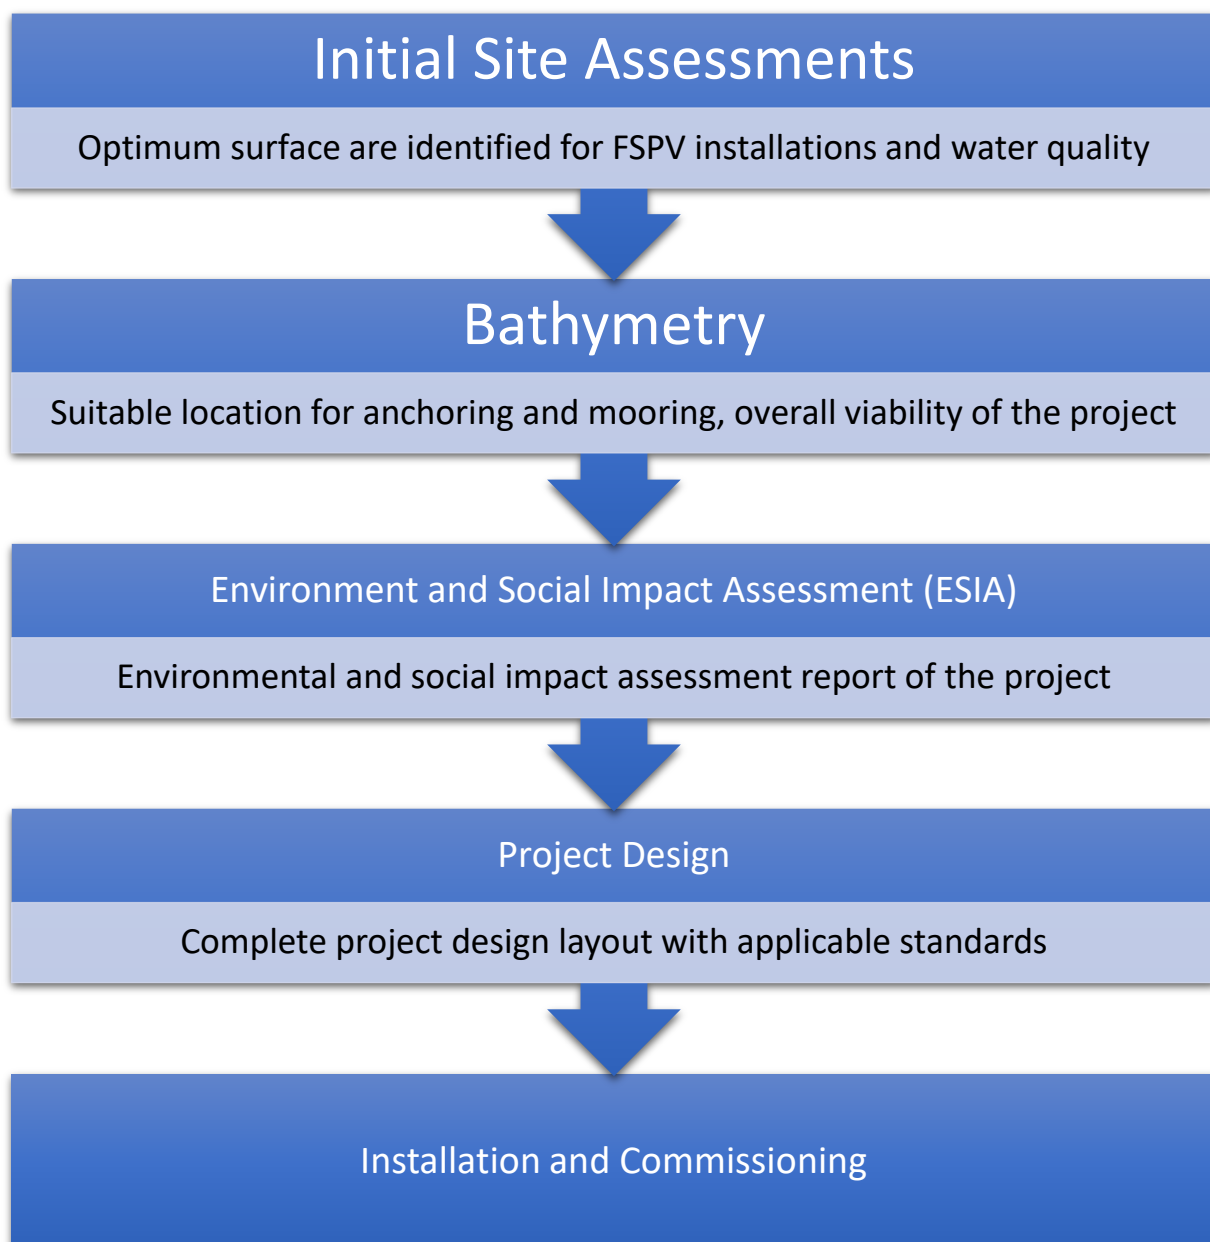 Initial Site Assessments
Optimum surface are identified for FSPV installations and water quality
Bathymetry
Suitable location for anchoring and mooring, overall viability of the project
Environment and Social Impact Assessment (ESIA)
Environmental and social impact assessment report of the project
Project Design
Complete project design layout with applicable standards
Installation and Commissioning